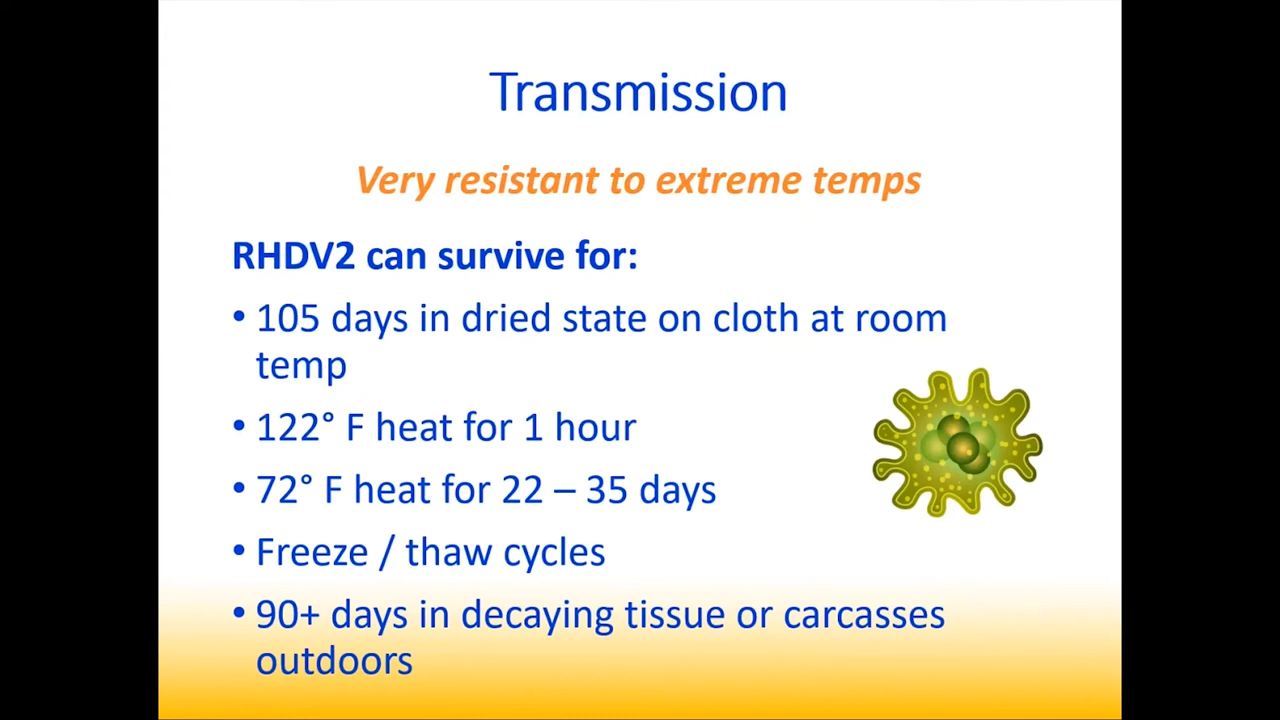 Transmission
Very resistant to extreme temps
RHDV2 can survive for:
• 105 days in dried state on cloth at room
temp
• 122° F heat for 1 hour
• 72° F heat for 22 – 35 days
• Freeze / thaw cycles
• 90+ days in decaying tissue or carcasses
outdoors